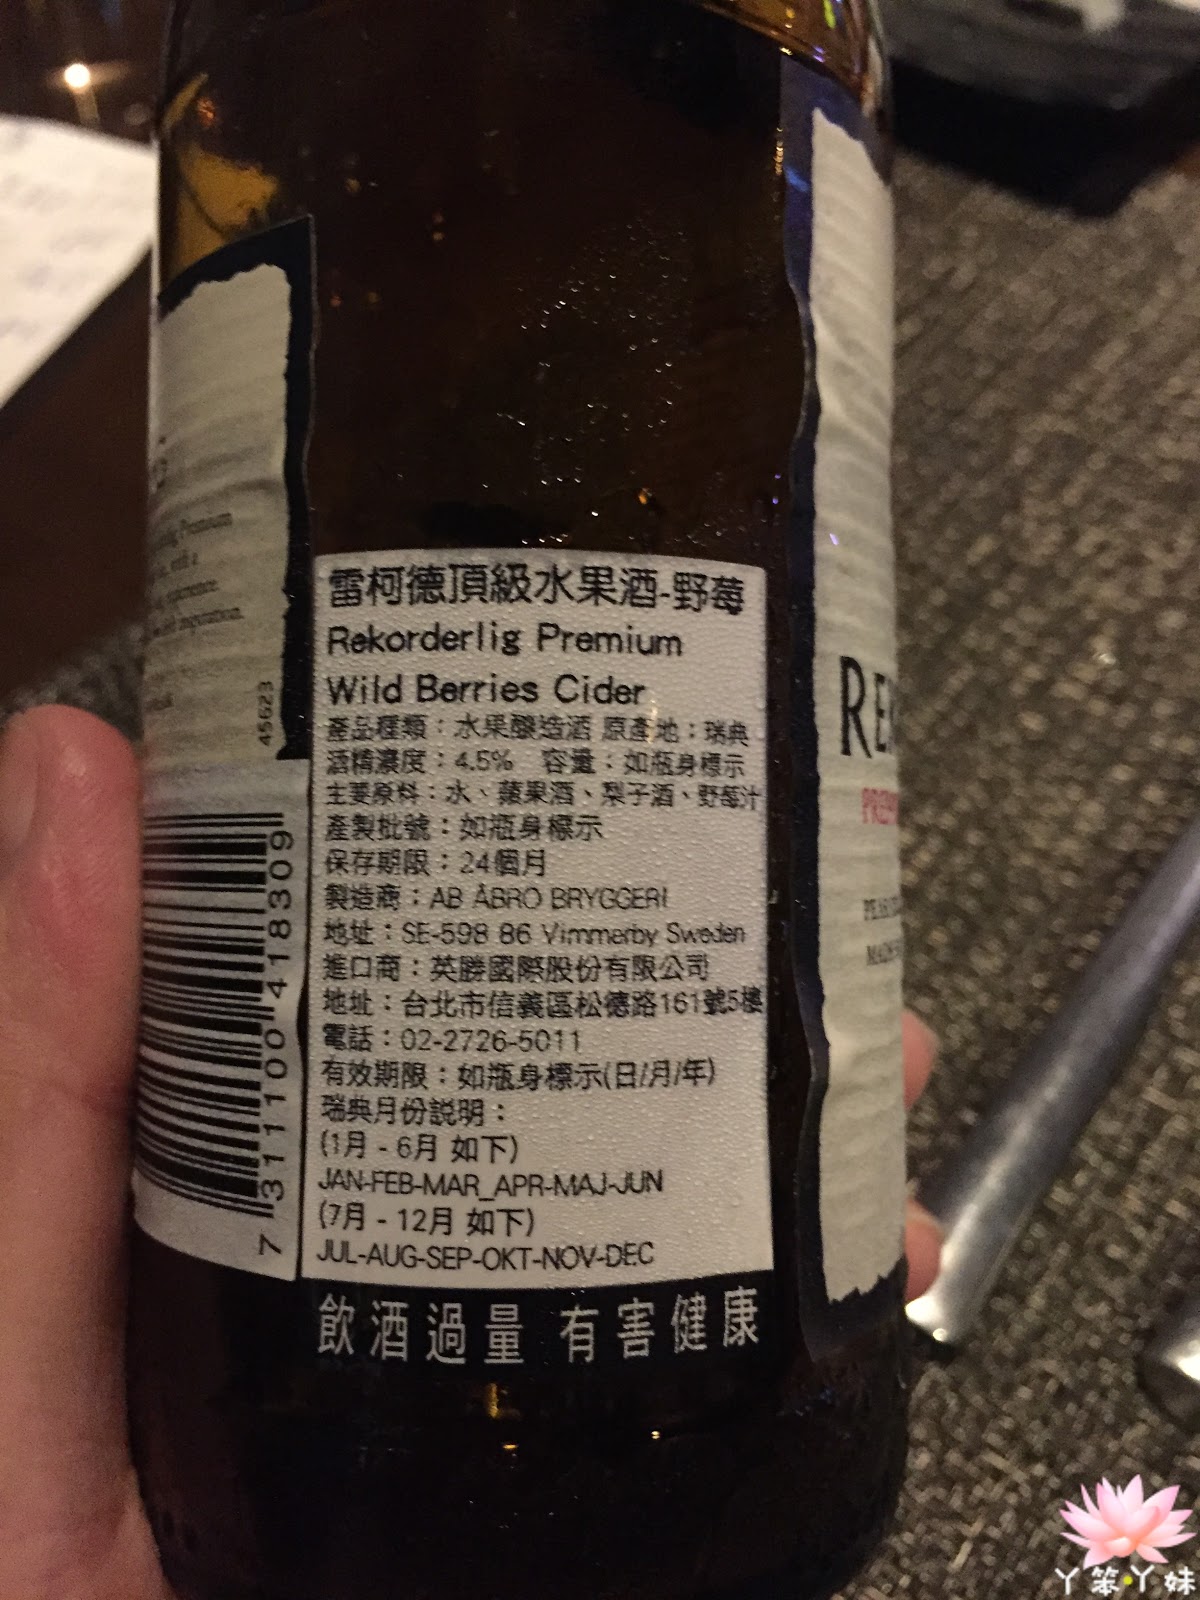 雷柯德頂級水果酒-野莓
Rekorderlig Premium
Wild Berries Cider
產品種類：水果釀造酒 原產地：瑞典
酒精濃度：4.5% 容量：如瓶身標示
主要原料：水、蘋果酒、梨子酒、野莓汁
產製批號：如瓶身標示
保存期限：24個月
製造商：AB ÅBRO BRYGGERI
地址：SE-598 86 Vimmerby Sweden
進口商：英勝國際股份有限公司
地址：台北市信義區松德路161號5樓
電話：02-2726-5011
有效期限：如瓶身標示(日/月/年)
瑞典月份說明：
(1月 - 6月 如下)
JAN-FEB-MAR_APR-MAJ-JUN
(7月 - 12月 如下)
JUL-AUG-SEP-OKT-NOV-DEC
飲酒過量 有害健康
Premium
with a
45623
7 311100 418309
REK
PREM
PEAR
MADE
ㄚ笨•ㄚ妹